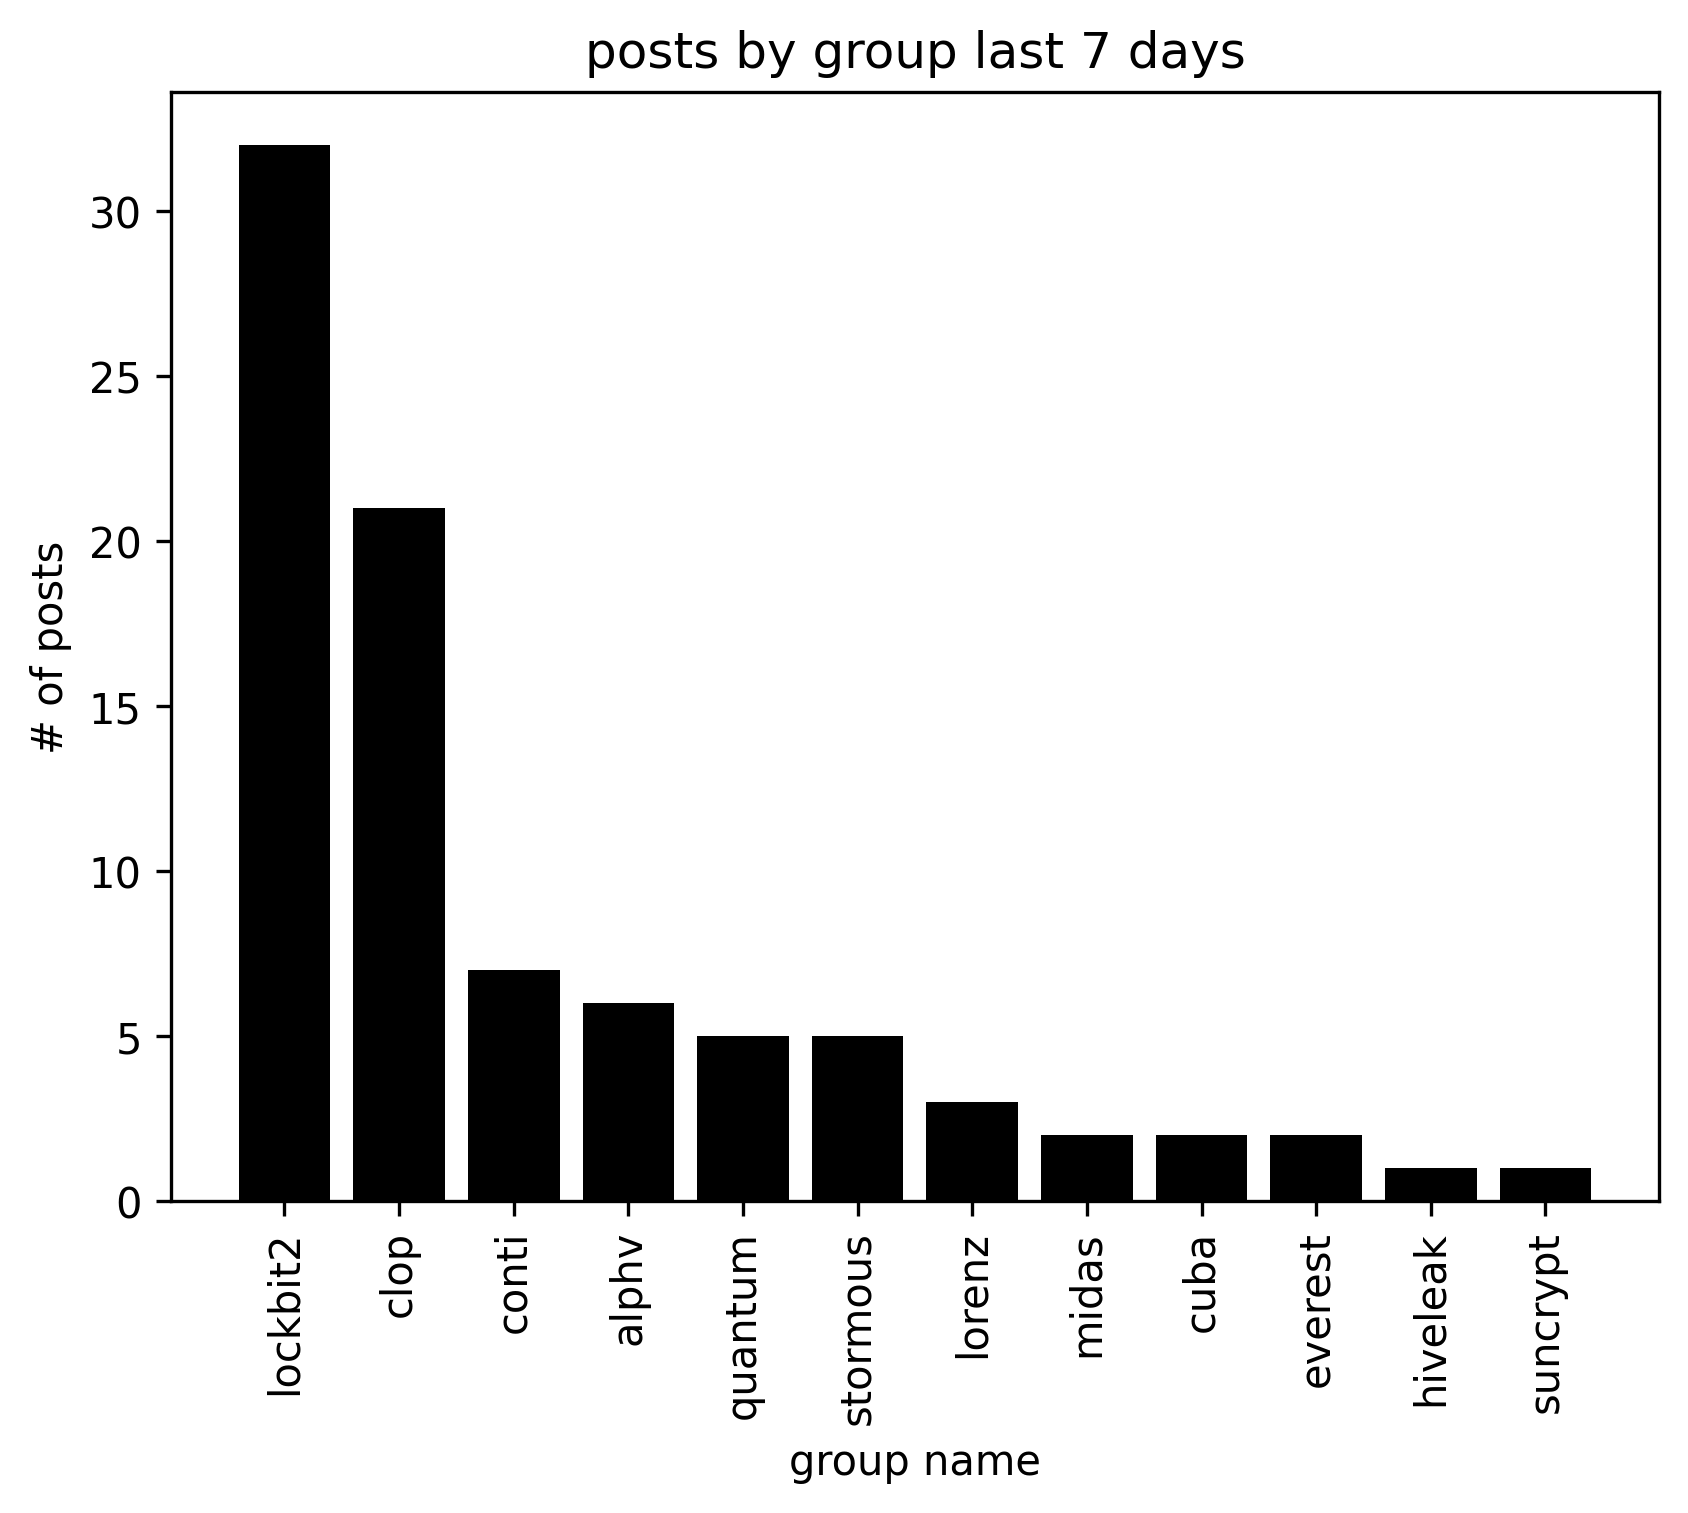 posts by group last 7 days
# of posts
30
25
20
15
10
5
0
lockbit2
clop
conti
alphv
quantum
stormous
lorenz
midas
cuba
everest
hiveleak
suncrypt
group name